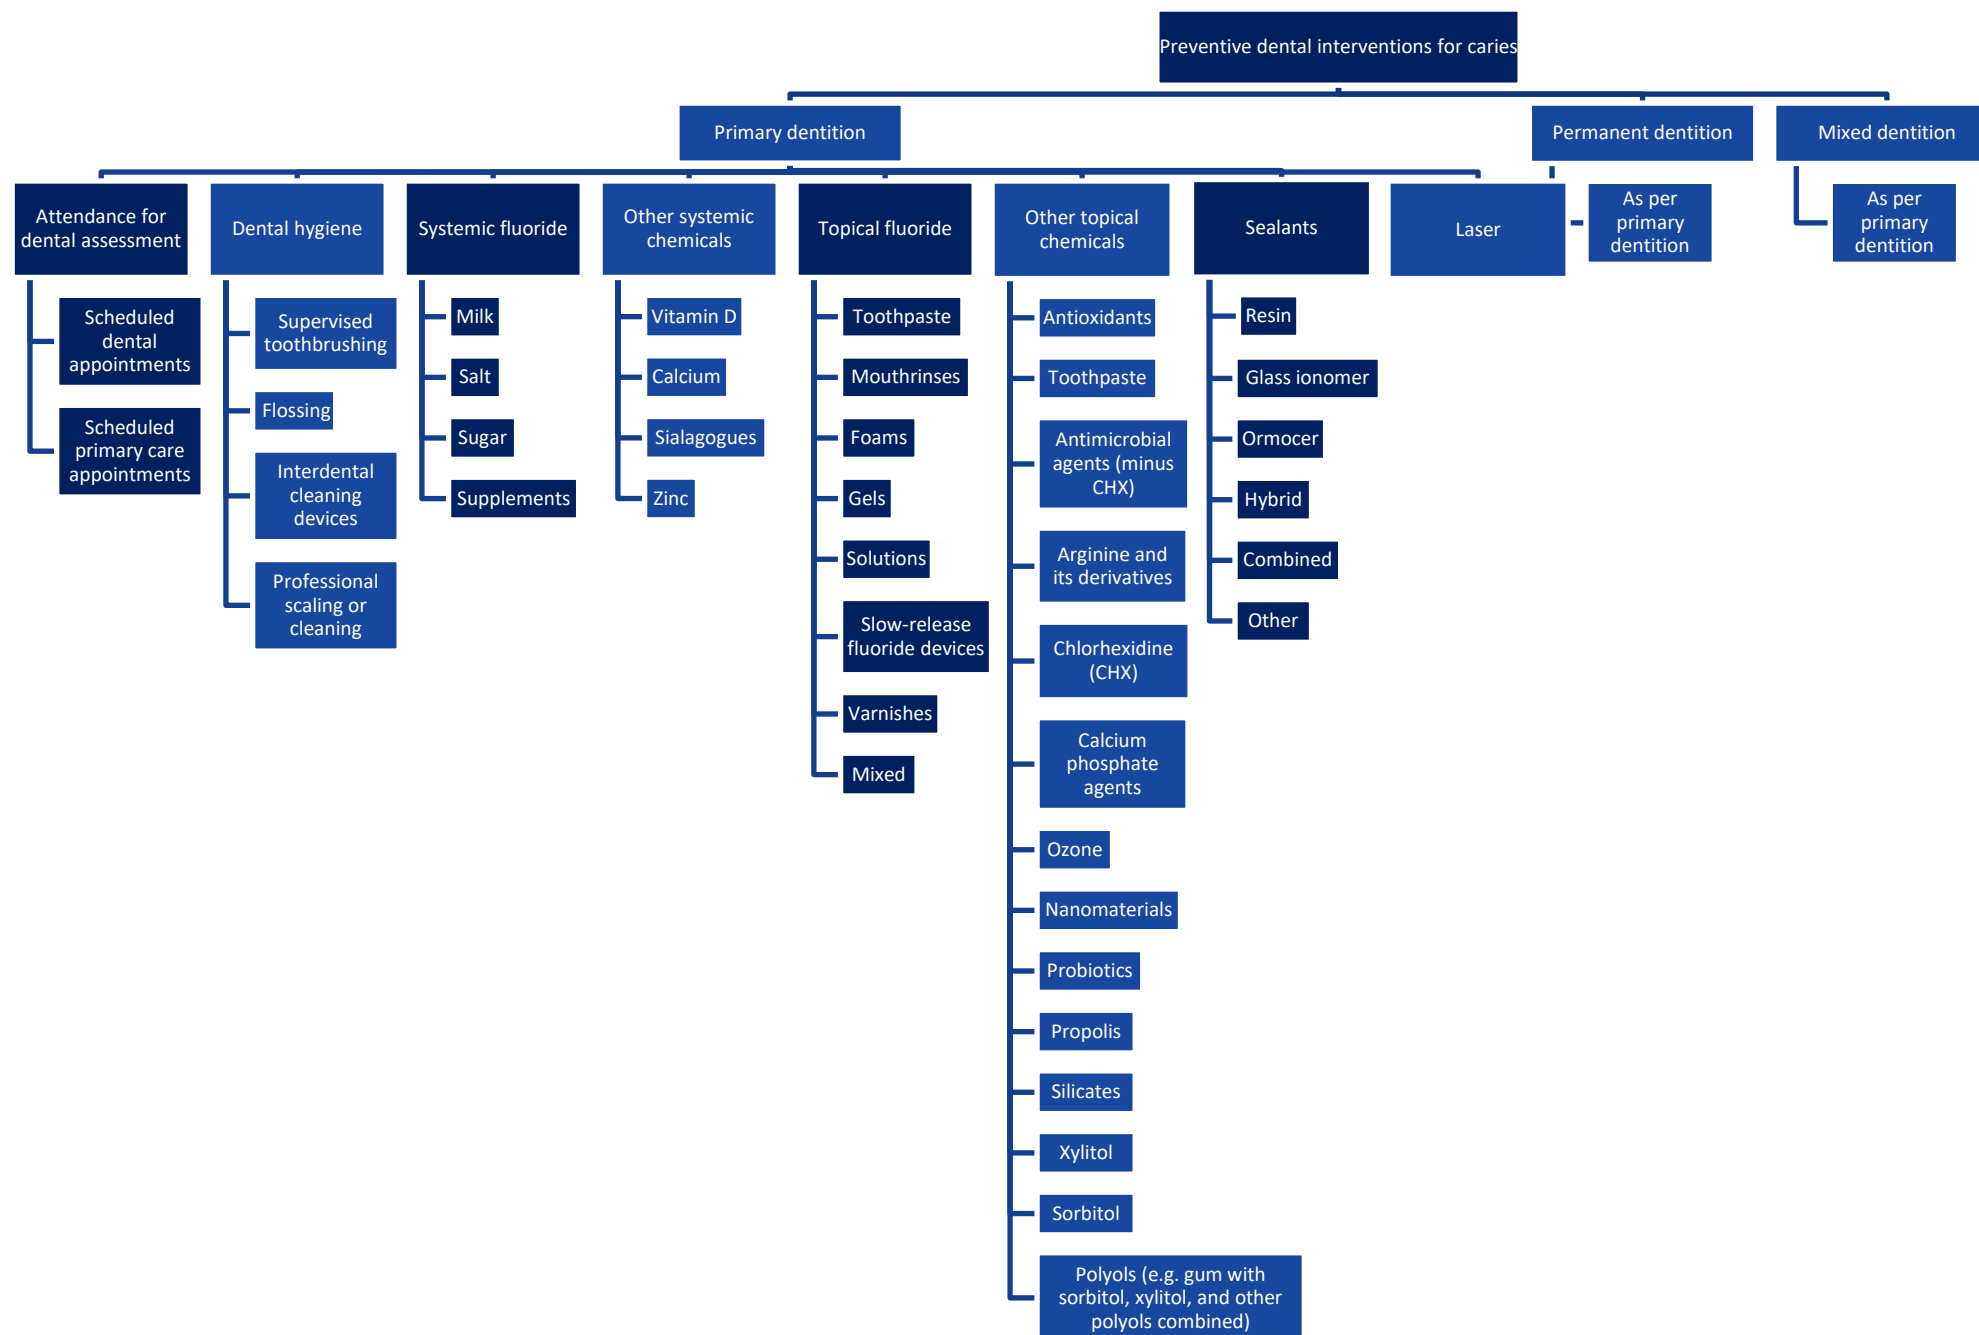 Preventive dental interventions for caries
Primary dentition
Permanent dentition
Mixed dentition
Attendance for
dental assessment
Dental hygiene
Systemic fluoride
Other systemic
chemicals
Topical fluoride
Other topical
chemicals
Sealants
Laser
As per
primary
dentition
As per
primary
dentition
Scheduled
dental
appointments
Scheduled
primary care
appointments
Supervised
toothbrushing
Flossing
Interdental
cleaning
devices
Professional
scaling or
cleaning
Milk
Salt
Sugar
Supplements
Vitamin D
Calcium
Sialagogues
Zinc
Toothpaste
Mouthrinses
Foams
Gels
Solutions
Slow-release
fluoride devices
Varnishes
Mixed
Antioxidants
Toothpaste
Antimicrobial
agents (minus
CHX)
Arginine and
its derivatives
Chlorhexidine
(CHX)
Calcium
phosphate
agents
Ozone
Nanomaterials
Probiotics
Propolis
Silicates
Xylitol
Sorbitol
Polyols (e.g. gum with
sorbitol, xylitol, and other
polyols combined)
Resin
Glass ionomer
Ormocer
Hybrid
Combined
Other